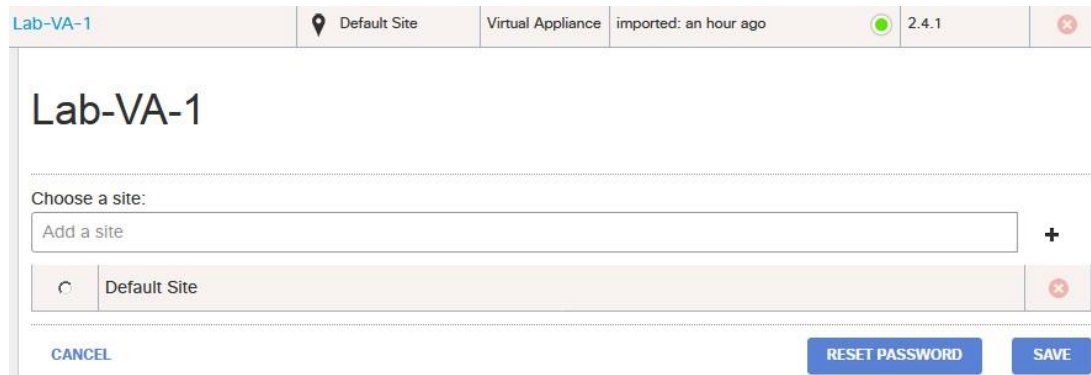 Lab-VA-1 Default Site Virtual Appliance imported: an hour ago 2.4.1
Lab-VA-1
Choose a site:
Add a site
Default Site
CANCEL RESET PASSWORD SAVE